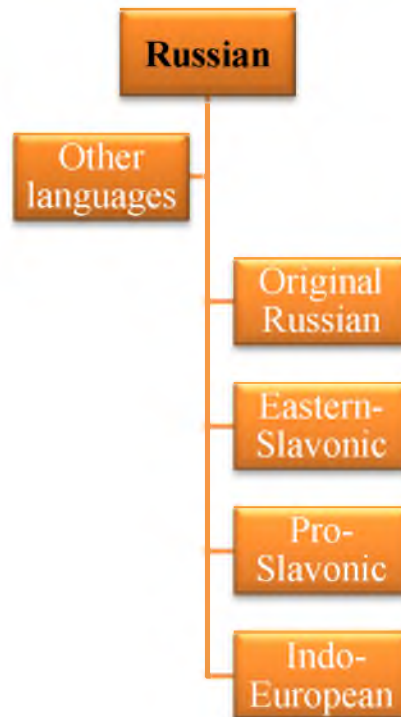 Russian
Other
languages
Original
Russian
Eastern-
Slavonic
Pro-
Slavonic
Indo-
European